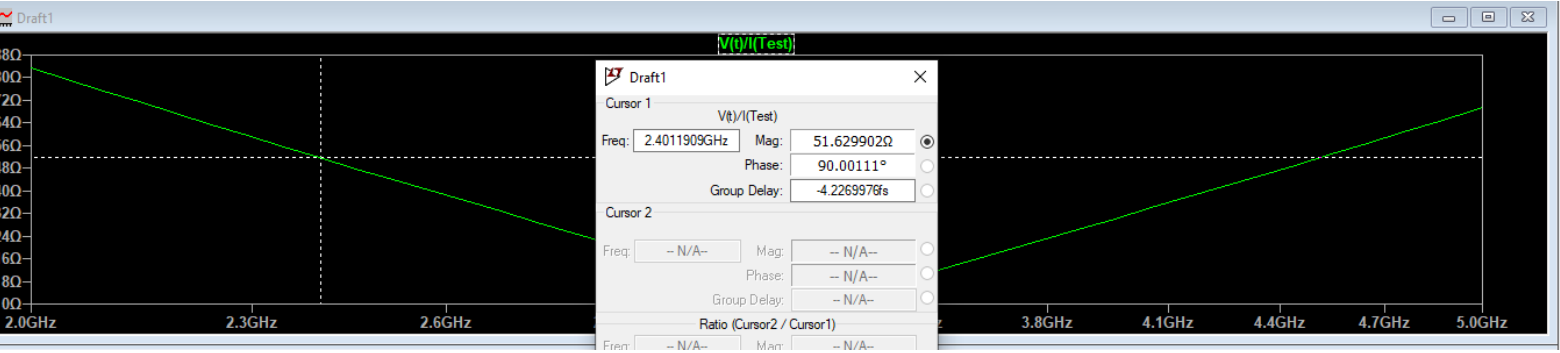 Draft1
V(t)/I(Test)
Draft1
Cursor 1
V(t)/I(Test)
Freq: 2.4011909GHz Mag: 51.629902Ω
Phase: 90.00111°
Group Delay: -4.2269976fs
Cursor 2
Freq: -- N/A-- Mag: -- N/A--
Phase: -- N/A--
Group Delay: -- N/A--
Ratio (Cursor2 / Cursor1)
Freq: -- N/A-- Mag: -- N/A--
8Ω
0Ω
2.0GHz 2.3GHz 2.6GHz 3.8GHz 4.1GHz 4.4GHz 4.7GHz 5.0GHz